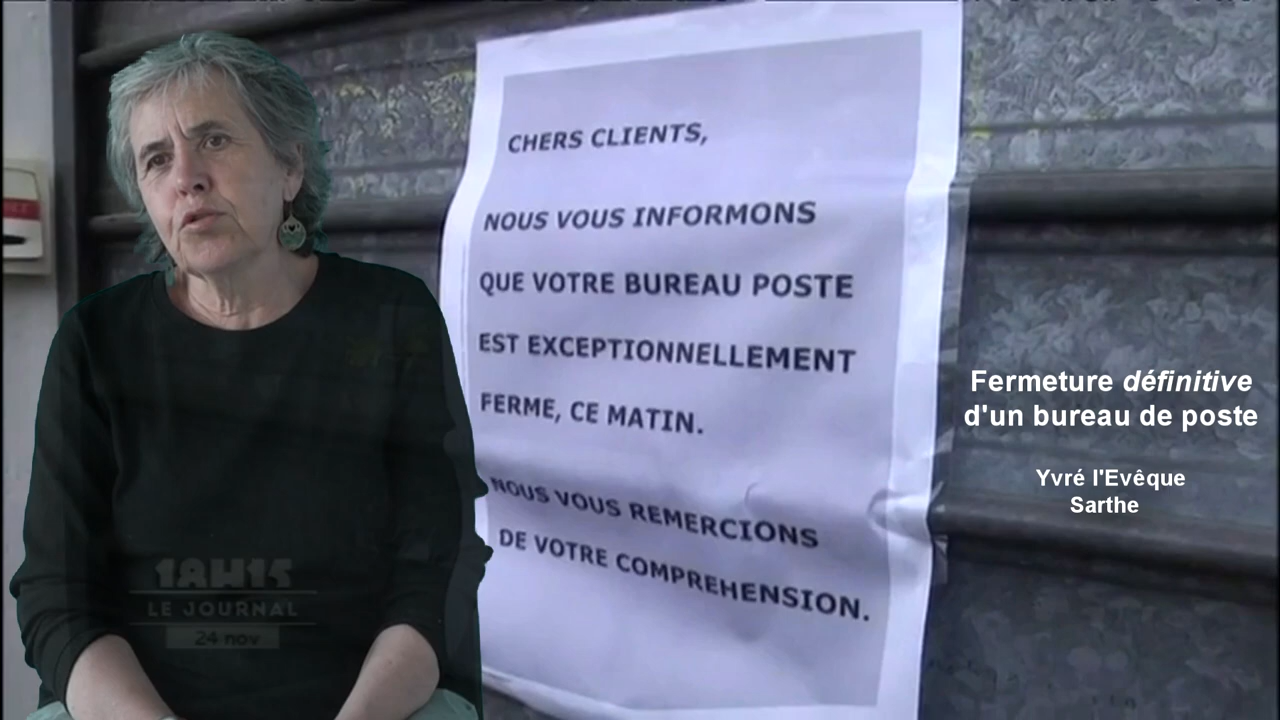 CHERS CLIENTS,
NOUS VOUS INFORMONS
QUE VOTRE BUREAU POSTE
EST EXCEPTIONNELLEMENT
FERME, CE MATIN.
NOUS VOUS REMERCIONS
DE VOTRE COMPREHENSION.
Fermeture définitive
d'un bureau de poste
Yvré l'Evêque
Sarthe
18H15
LE JOURNAL
24 nov